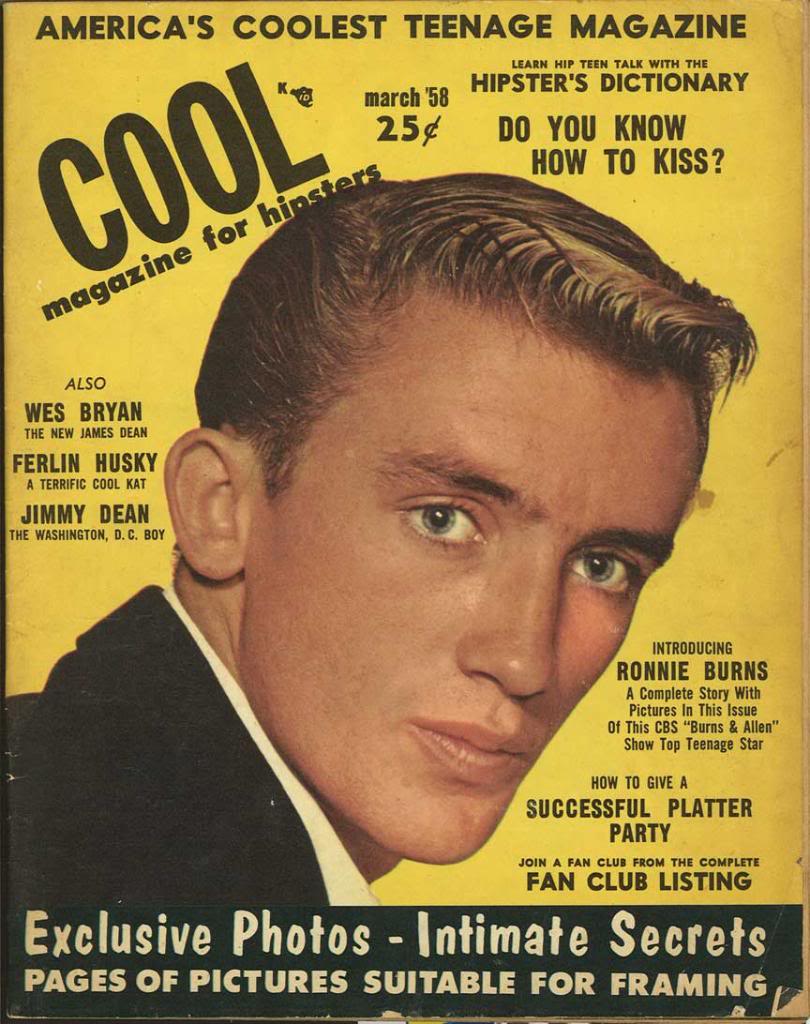 AMERICA'S COOLEST TEENAGE MAGAZINE
COOL
magazine for hipsters
K
ID
march '58
25¢
LEARN HIP TEEN TALK WITH THE
HIPSTER'S DICTIONARY
DO YOU KNOW
HOW TO KISS?
ALSO
WES BRYAN
THE NEW JAMES DEAN
FERLIN HUSKY
A TERRIFIC COOL KAT
JIMMY DEAN
THE WASHINGTON, D. C. BOY
INTRODUCING
RONNIE BURNS
A Complete Story With
Pictures In This Issue
Of This CBS "Burns & Allen"
Show Top Teenage Star
HOW TO GIVE A
SUCCESSFUL PLATTER
PARTY
JOIN A FAN CLUB FROM THE COMPLETE
FAN CLUB LISTING
Exclusive Photos - Intimate Secrets
PAGES OF PICTURES SUITABLE FOR FRAMING